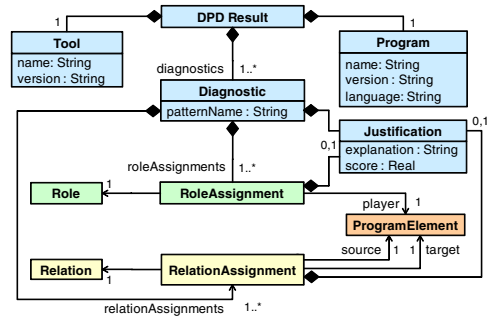 DPD Result
1
1
Tool
name: String
version : String
Program
name: String
version : String
language: String
diagnostics
1..*
Diagnostic
patternName : String
0,1
0,1
Justification
explanation : String
score : Real
roleAssignments
1..*
Role
1
RoleAssignment
player
1
ProgramElement
source
1
1
target
Relation
1
RelationAssignment
relationAssignments
1..*